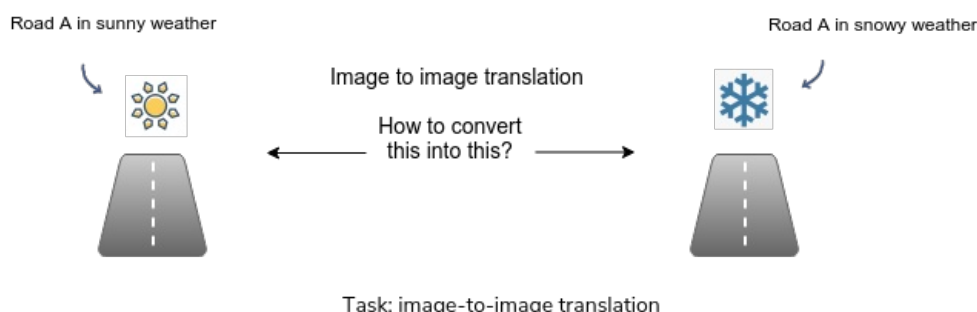 Road A in sunny weather
Road A in snowy weather
Image to image translation
How to convert
this into this?
Task: image-to-image translation